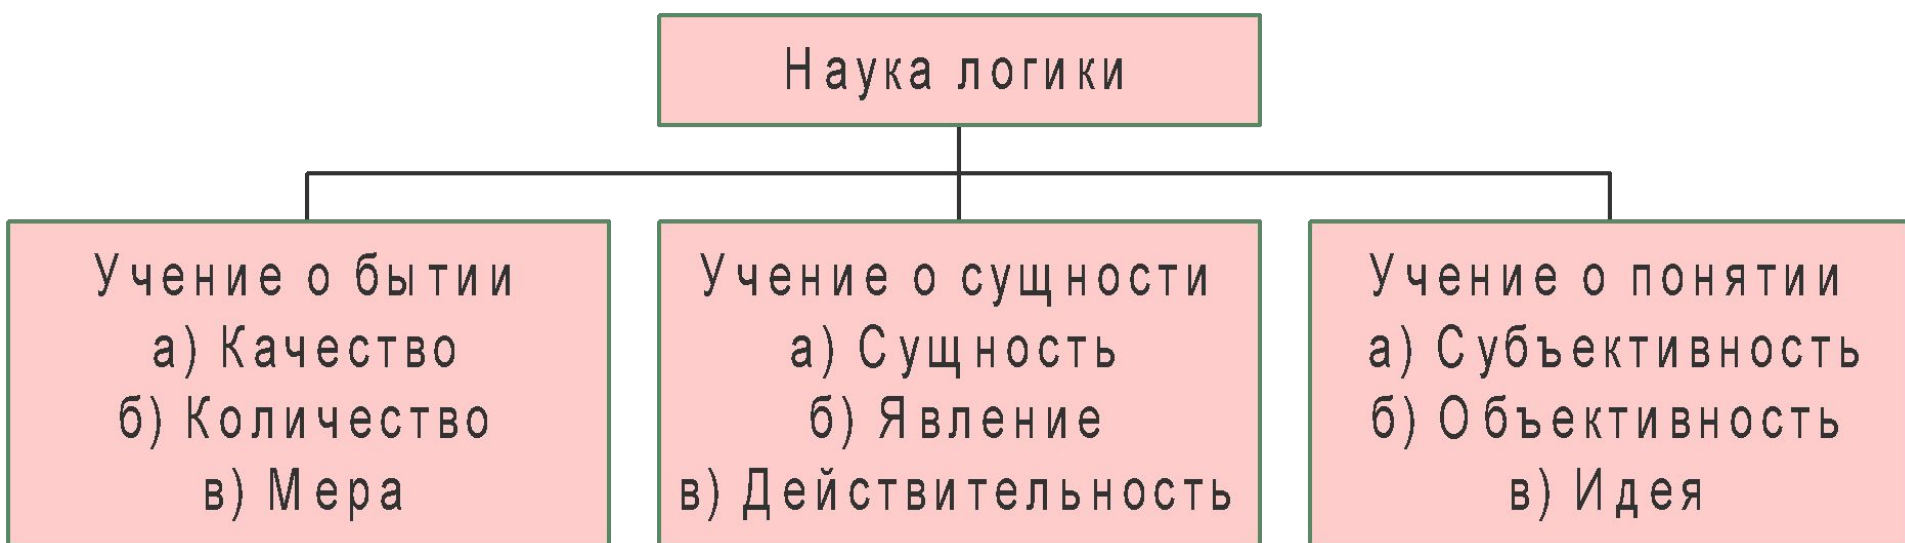 Наука логики
Учение о бытии
а) Качество
б) Количество
в) Мера
Учение о сущности
а) Сущность
б) Явление
в) Действительность
Учение о понятии
а) Субъективность
б) Объективность
в) Идея